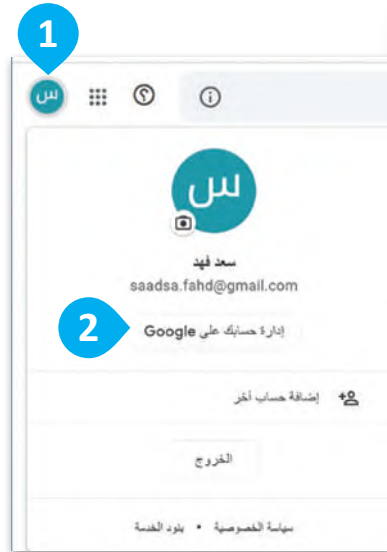 1
س
س
سعد فهد
saadsa.fahd@gmail.com
2
إدارة حسابك على Google
إضافة حساب آخر
الخروج
سياسة الخصوصية • بنود الخدمة